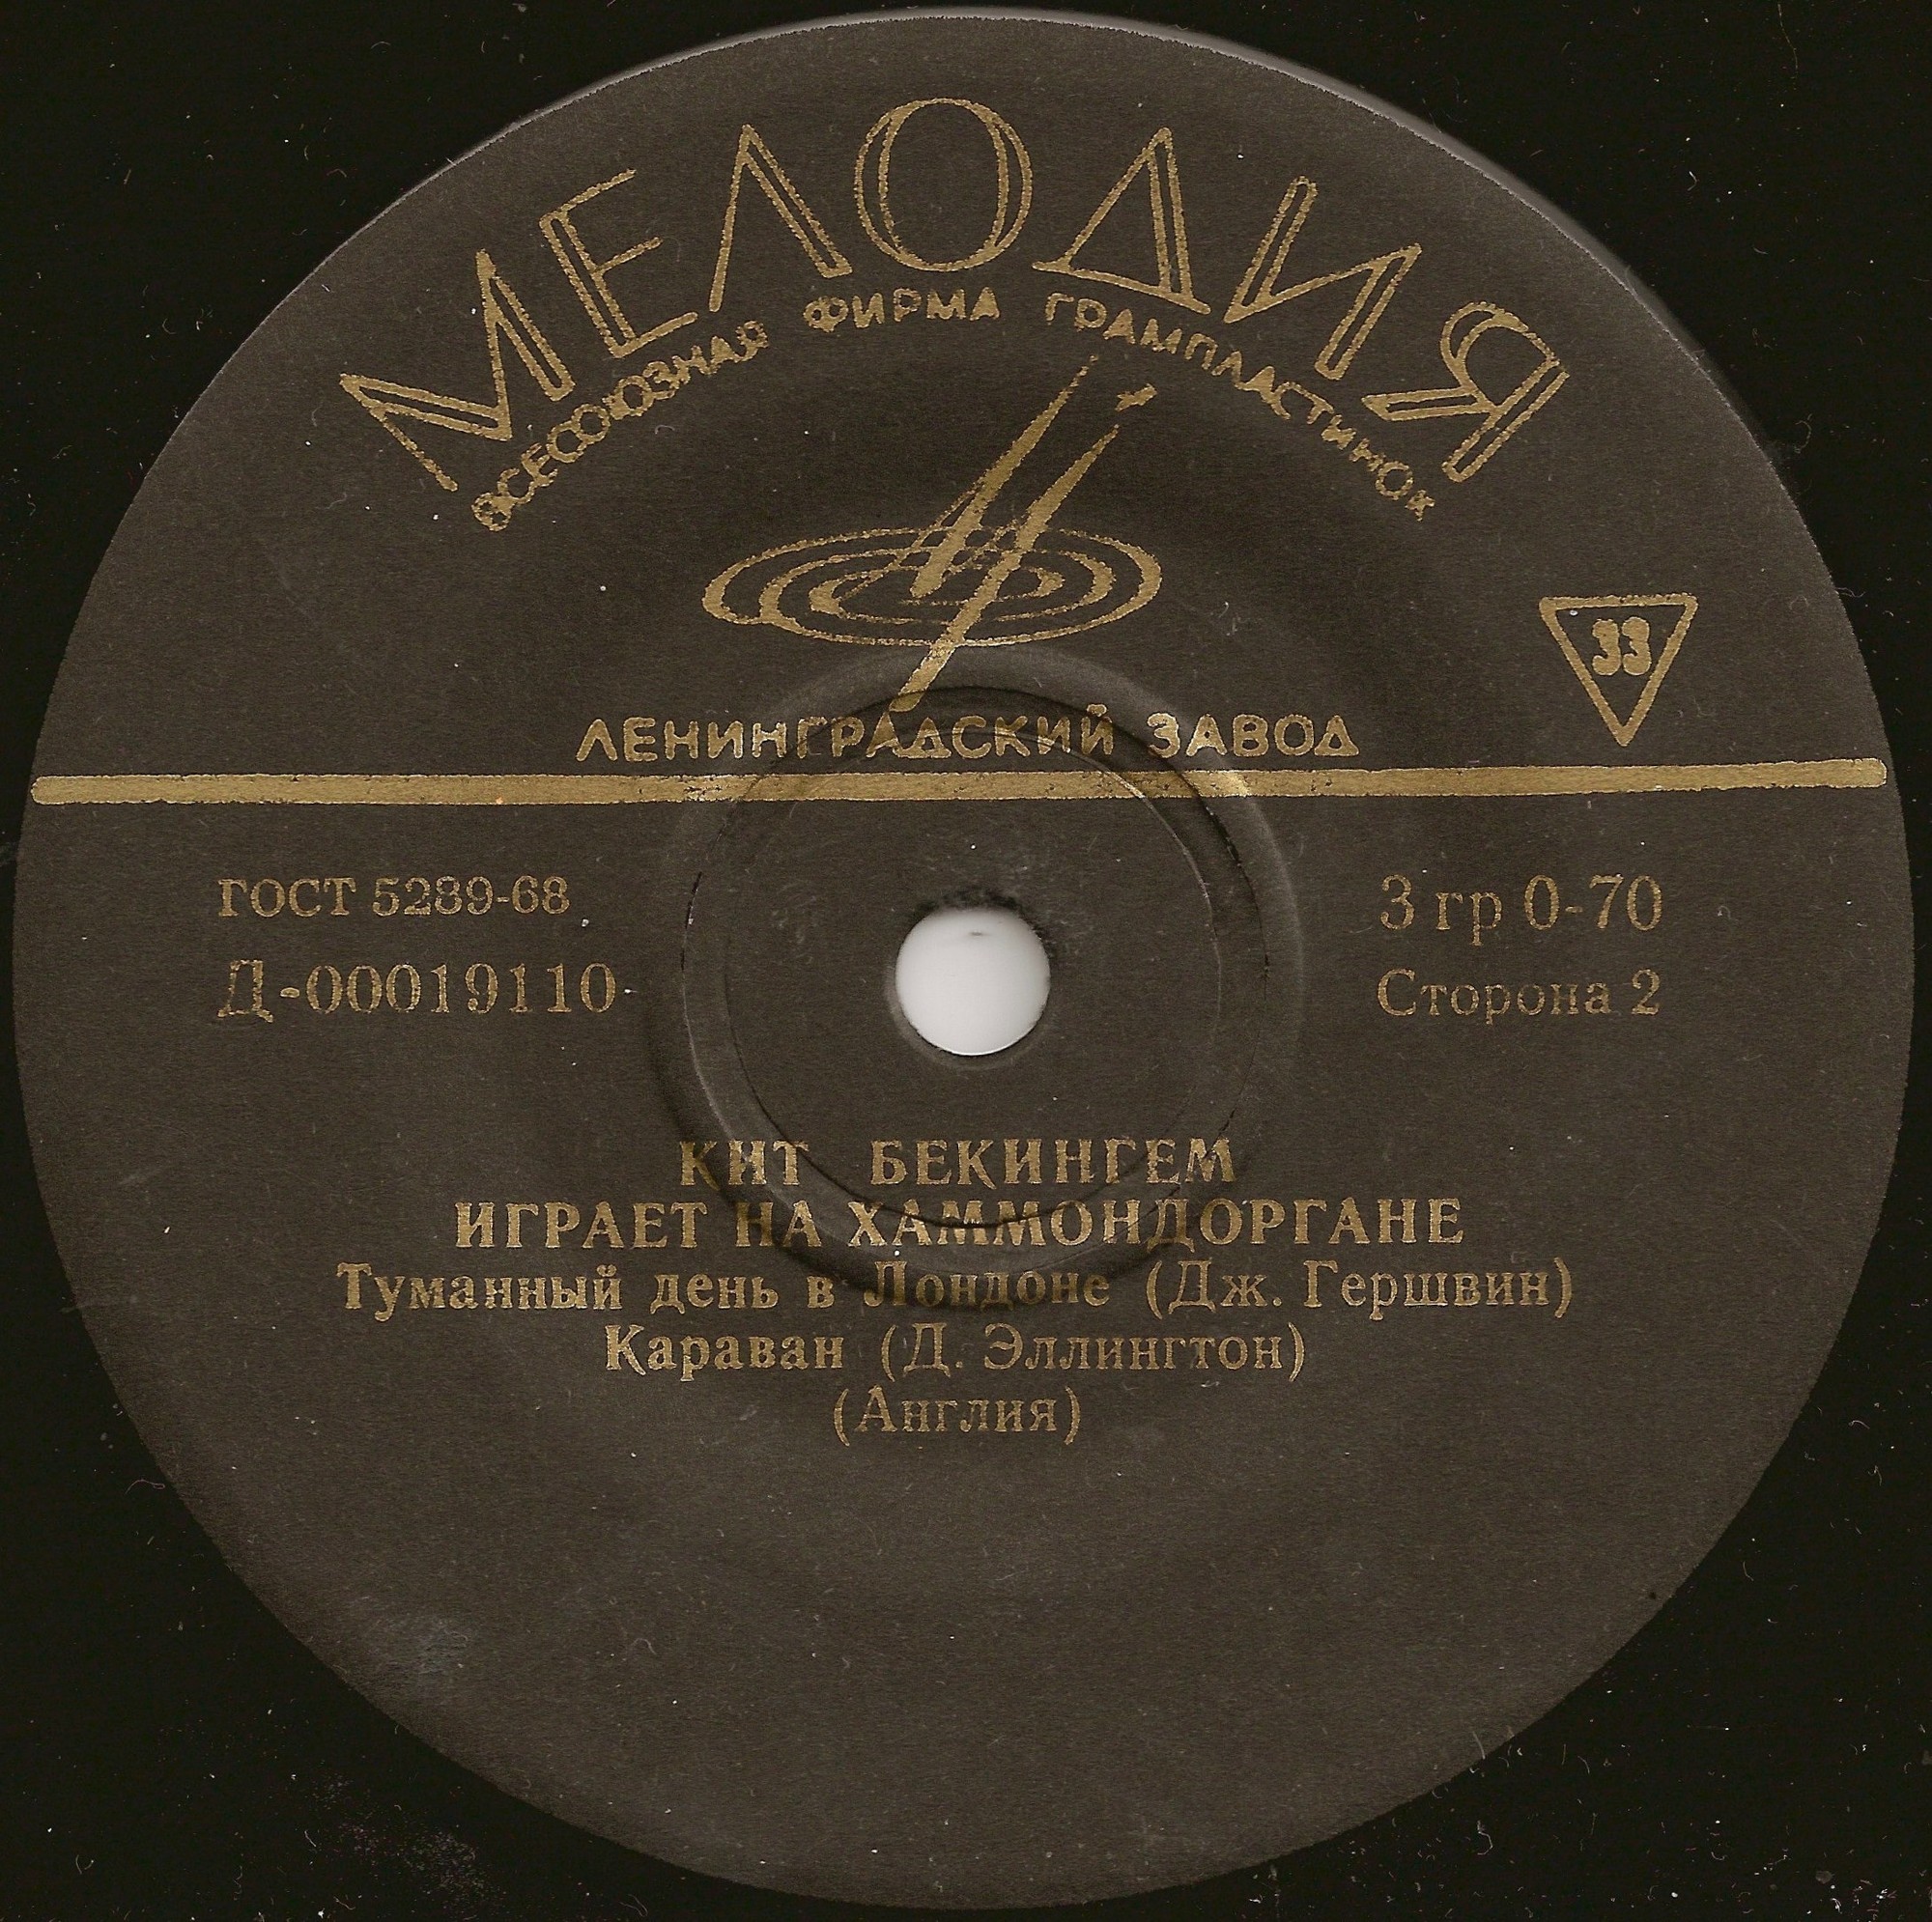 МЕЛОДИЯ
ВСЕСОЮЗНАЯ ФИРМА ГРАМПЛАСТИНОК
33
ЛЕНИНГРАДСКИЙ ЗАВОД
ГОСТ 5289-68
3 гр 0-70
Д-00019110
Сторона 2
КИТ БЕКИНГЕМ
ИГРАЕТ НА ХАММОНДОРГАНЕ
Туманный день в Лондоне (Дж. Гершвин)
Караван (Д. Эллингтон)
(Англия)